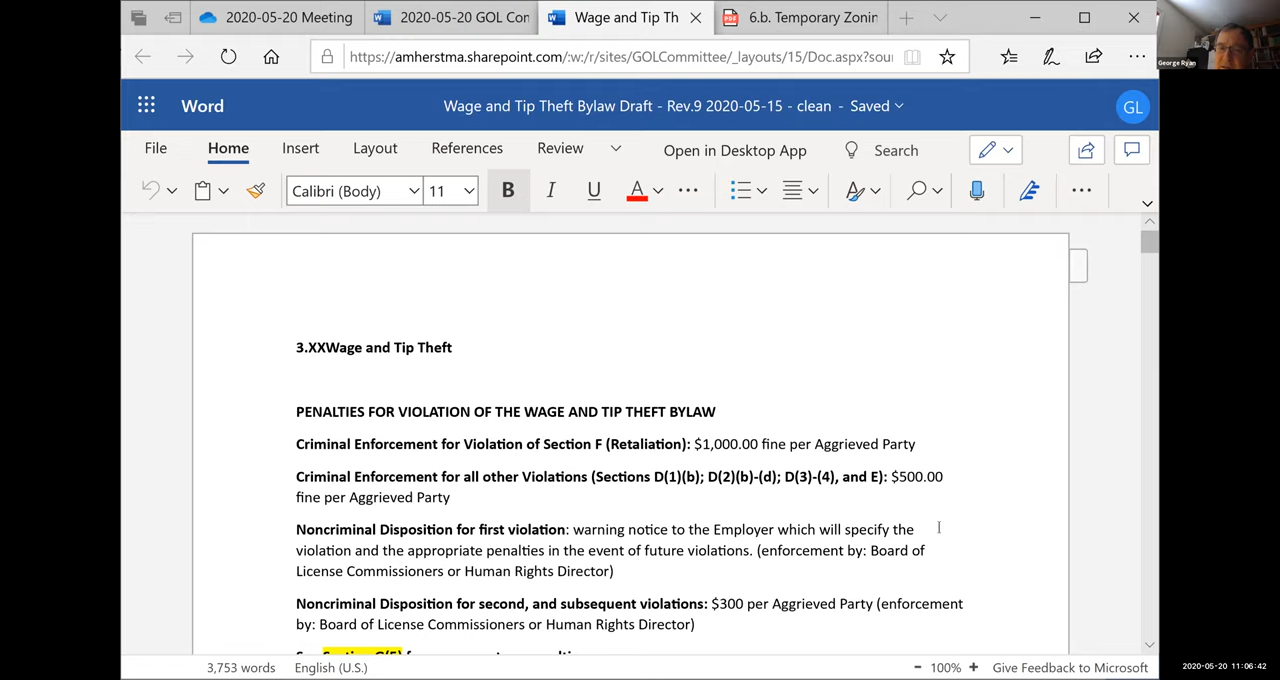 2020-05-20 Meeting
2020-05-20 GOL Con
Wage and Tip Th
6.b. Temporary Zonin
https://amherstma.sharepoint.com/:w:/r/sites/GOLCommittee/_layouts/15/Doc.aspx?sour
George Ryan
Word
Wage and Tip Theft Bylaw Draft - Rev.9 2020-05-15 - clean - Saved
GL
File Home Insert Layout References Review Open in Desktop App Search
Calibri (Body) 11 B I U A
3.XXWage and Tip Theft
PENALTIES FOR VIOLATION OF THE WAGE AND TIP THEFT BYLAW
Criminal Enforcement for Violation of Section F (Retaliation): $1,000.00 fine per Aggrieved Party
Criminal Enforcement for all other Violations (Sections D(1)(b); D(2)(b)-(d); D(3)-(4), and E): $500.00
fine per Aggrieved Party
Noncriminal Disposition for first violation: warning notice to the Employer which will specify the
violation and the appropriate penalties in the event of future violations. (enforcement by: Board of
License Commissioners or Human Rights Director)
Noncriminal Disposition for second, and subsequent violations: $300 per Aggrieved Party (enforcement
by: Board of License Commissioners or Human Rights Director)
3,753 words English (U.S.) - 100% + Give Feedback to Microsoft
2020-05-20 11:06:42